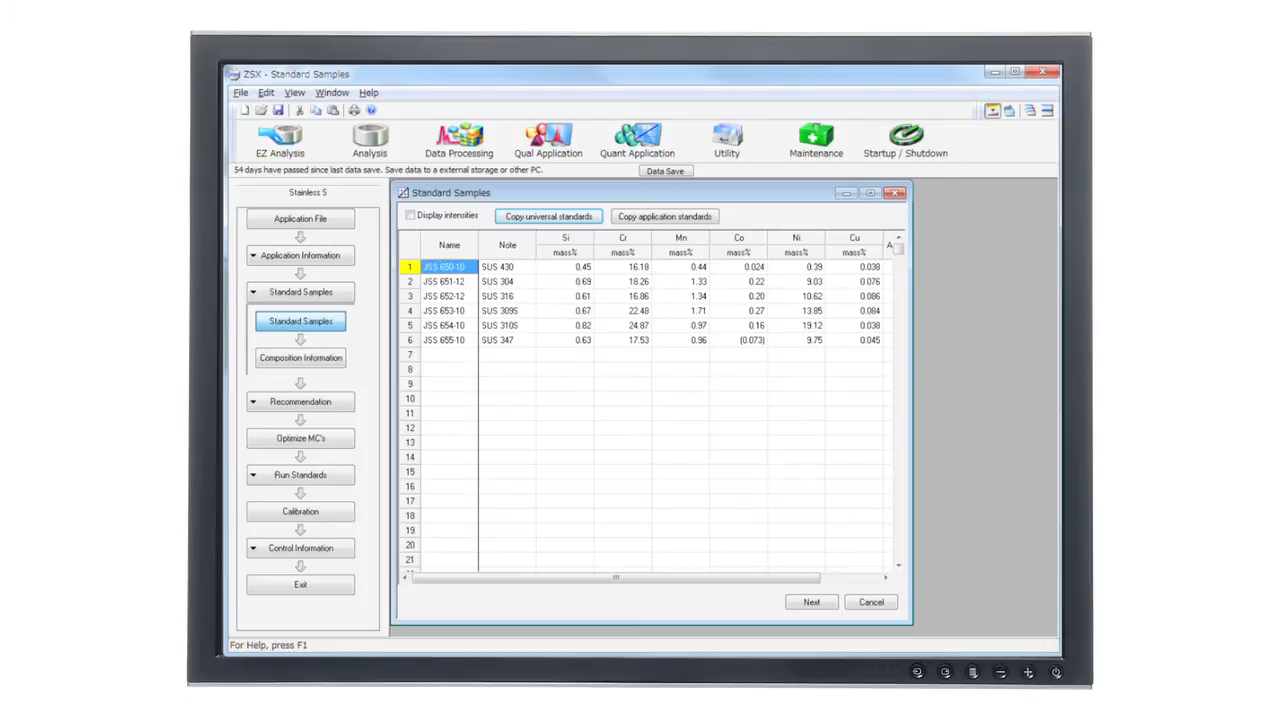 ZSX - Standard Samples
File Edit View Window Help
EZ Analysis Analysis Data Processing Qual Application Quant Application Utility Maintenance Startup / Shutdown
54 days have passed since last data save. Save data to a external storage or other PC. Data Save
Stainless S
Application File
Application Information
Standard Samples
Standard Samples
Composition Information
Recommendation
Optimize MC's
Run Standards
Calibration
Control Information
Exit
Standard Samples
Display intensities Copy universal standards Copy application standards
Name Note Si Cr Mn Co Ni Cu A
mass% mass% mass% mass% mass% mass%
1 JSS 650-10 SUS 430 0.45 16.18 0.44 0.024 0.39 0.038
2 JSS 651-12 SUS 304 0.69 18.26 1.33 0.22 9.03 0.076
3 JSS 652-12 SUS 316 0.61 16.86 1.34 0.20 10.62 0.086
4 JSS 653-10 SUS 309S 0.67 22.48 1.71 0.27 13.85 0.084
5 JSS 654-10 SUS 310S 0.82 24.87 0.97 0.16 19.12 0.038
6 JSS 655-10 SUS 347 0.63 17.53 0.96 (0.073) 9.75 0.045
7
8
9
10
11
12
13
14
15
16
17
18
19
20
21
Next Cancel
For Help, press F1